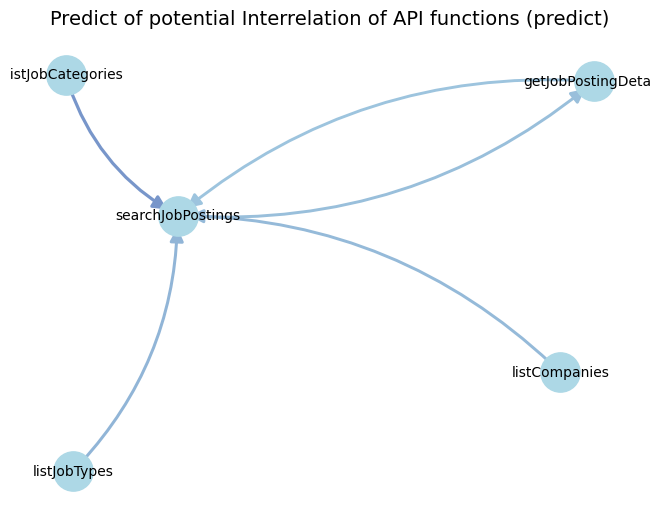 Predict of potential Interrelation of API functions (predict)
istJobCategories
getJobPostingDeta
searchJobPostings
listCompanies
listJobTypes